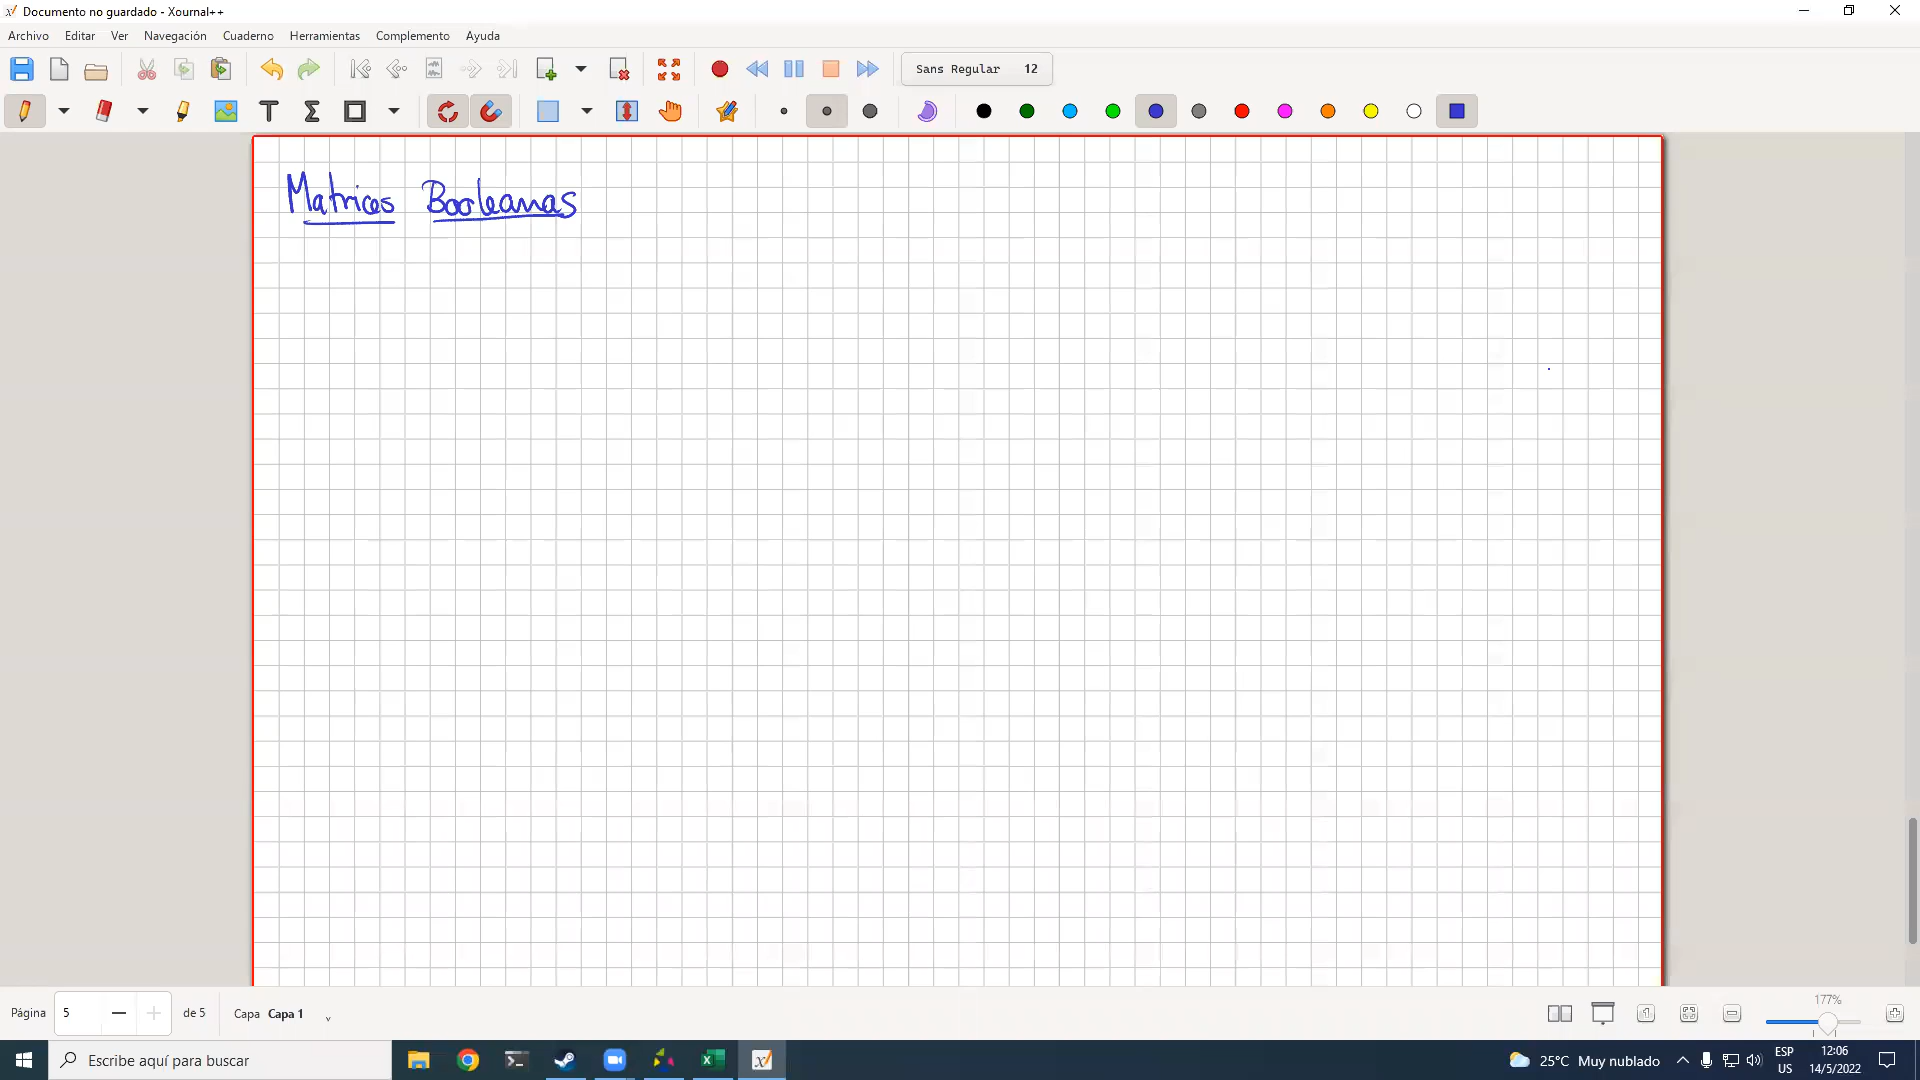 Documento no guardado - Xournal++
Archivo Editar Ver Navegación Cuaderno Herramientas Complemento Ayuda
Sans Regular 12
Matrices Booleanas
177%
Página 5 de 5 Capa Capa 1
Escribe aquí para buscar
25°C Muy nublado
ESP
US
12:06
14/5/2022